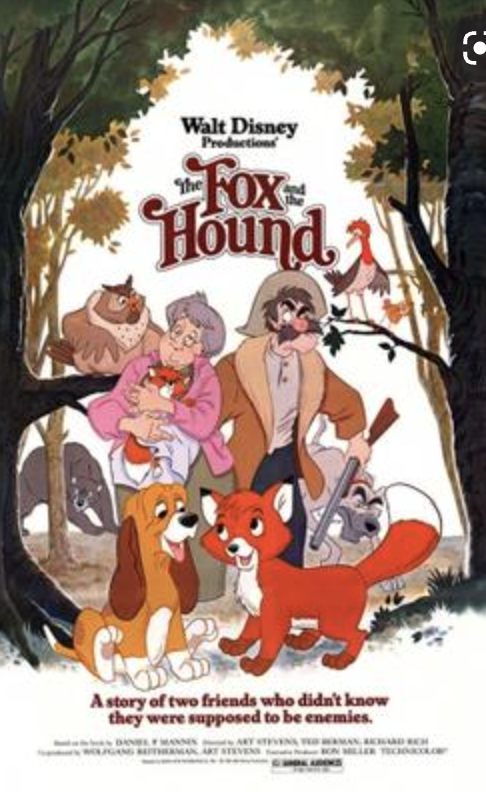 Walt Disney
Productions'
The Fox and the
Hound
A story of two friends who didn't know
they were supposed to be enemies.
Based on the book by DANIEL P. MANNIX. Directed by ART STEVENS, TED BERMAN, RICHARD RICH
Co-produced by WOLFGANG REITHERMAN, ART STEVENS Executive Producer RON MILLER TECHNICOLOR®
G GENERAL AUDIENCES